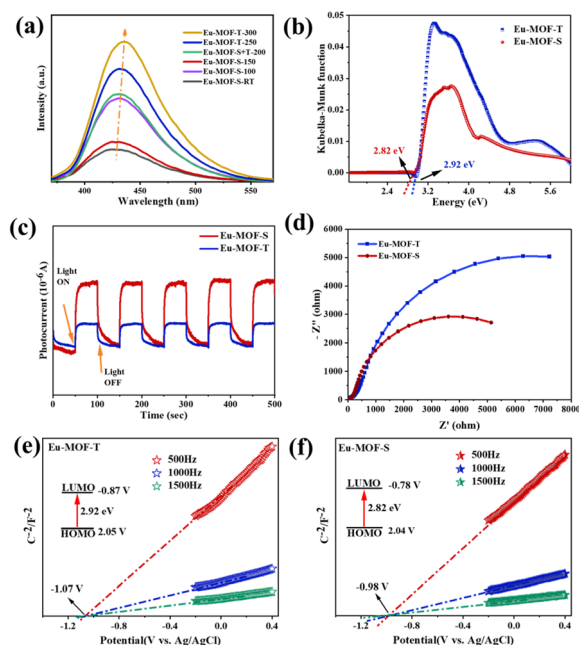 (a)
Eu-MOF-T-300
Eu-MOF-T-250
Eu-MOF-S+T-200
Eu-MOF-S-150
Eu-MOF-S-100
Eu-MOF-S-RT
Intensity (a.u.)
400 450 500 550
Wavelength (nm)
(b)
Eu-MOF-T
Eu-MOF-S
Kubelka-Munk function
0.05
0.04
0.03
0.02
0.01
0.00
2.82 eV
2.92 eV
2.4 3.2 4.0 4.8 5.6
Energy (eV)
(c)
Eu-MOF-S
Eu-MOF-T
Light
ON
Light
OFF
Photocurrent (10⁻⁶A)
0 100 200 300 400 500
Time (sec)
(d)
Eu-MOF-T
Eu-MOF-S
- Z'' (ohm)
6000
5000
4000
3000
2000
1000
0
0 1000 2000 3000 4000 5000 6000 7000 8000
Z' (ohm)
(e)
Eu-MOF-T
500Hz
1000Hz
1500Hz
LUMO -0.87 V
2.92 eV
HOMO 2.05 V
-1.07 V
C⁻²/F⁻²
-1.2 -0.8 -0.4 0.0 0.4
Potential(V vs. Ag/AgCl)
(f)
Eu-MOF-S
500Hz
1000Hz
1500Hz
LUMO -0.78 V
2.82 eV
HOMO 2.04 V
-0.98 V
C⁻²/F⁻²
-1.2 -0.8 -0.4 0.0 0.4
Potential(V vs. Ag/AgCl)